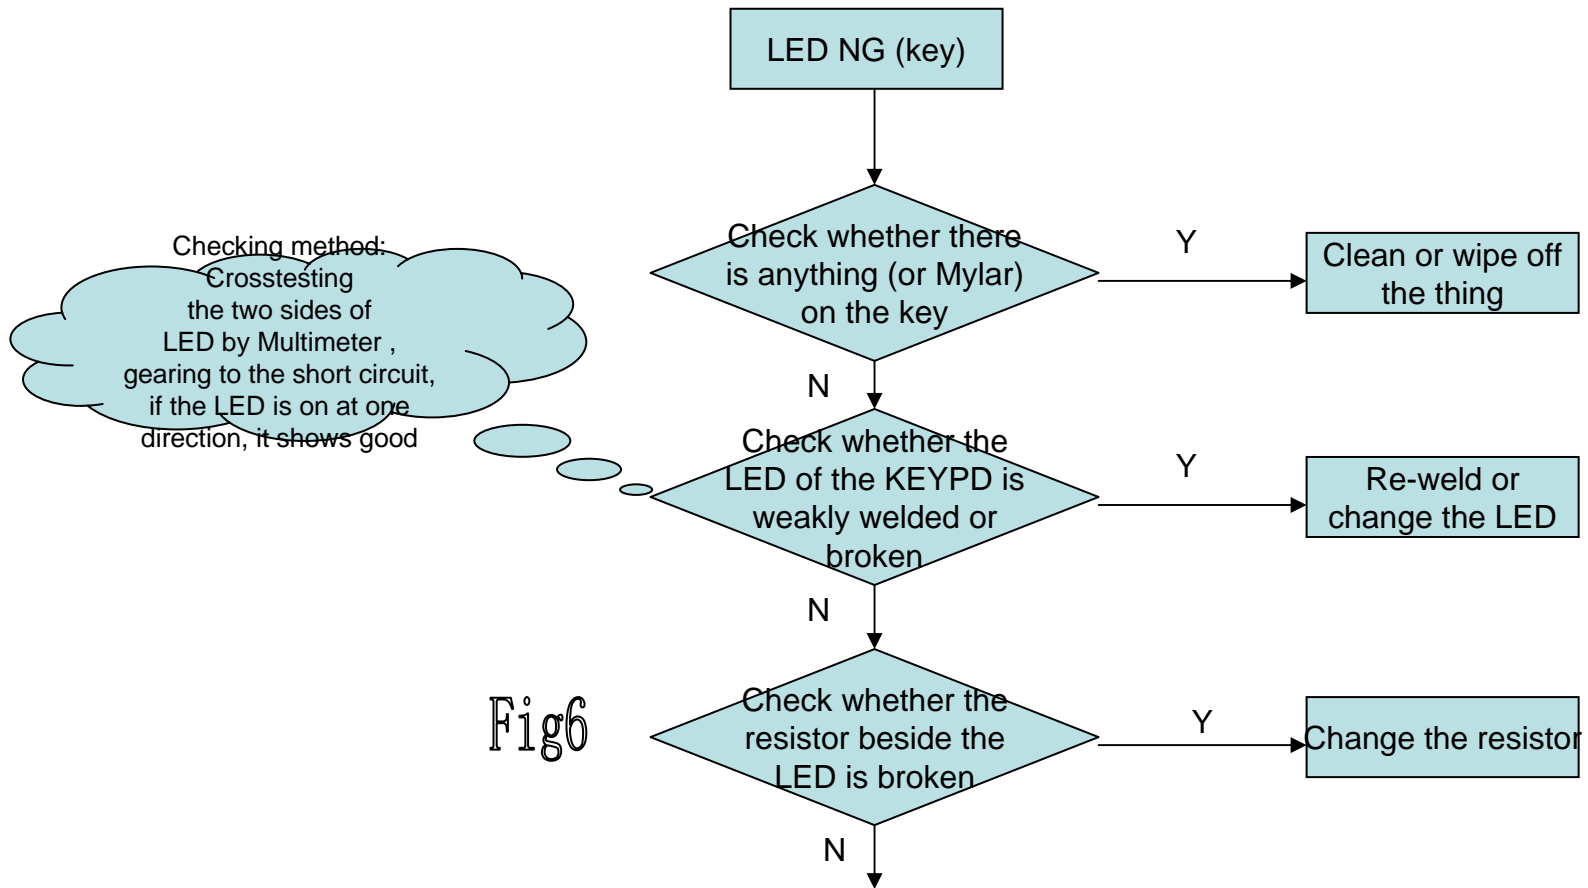 LED NG (key)
Check whether there
is anything (or Mylar)
on the key
Y
Clean or wipe off
the thing
Checking method:
Crosstesting
the two sides of
LED by Multimeter ,
gearing to the short circuit,
if the LED is on at one
direction, it shows good
N
Check whether the
LED of the KEYPD is
weakly welded or
broken
Y
Re-weld or
change the LED
N
Fig6
Check whether the
resistor beside the
LED is broken
Y
Change the resistor
N